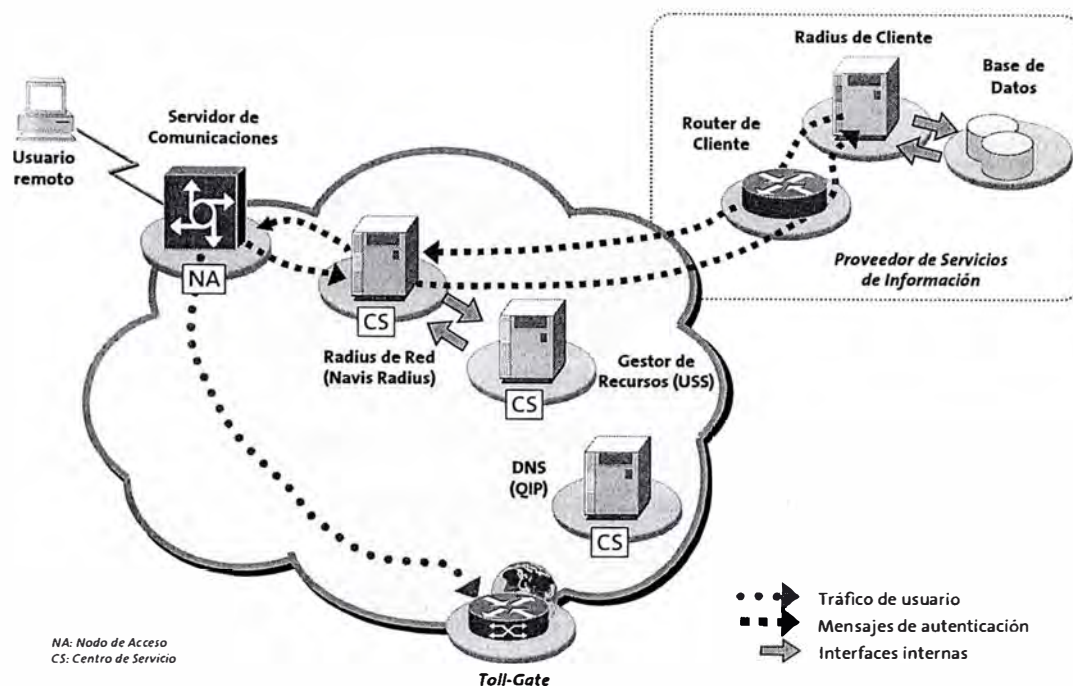 Radius de Cliente
Base de
Datos
Servidor de
Comunicaciones
Router de
Cliente
Usuario
remoto
Proveedor de Servicios
de Información
NA
CS
Radius de Red
(Navis Radius)
Gestor de
Recursos (USS)
CS
DNS
(QIP)
CS
Tráfico de usuario
Mensajes de autenticación
Interfaces internas
NA: Nodo de Acceso
CS: Centro de Servicio
Toll-Gate